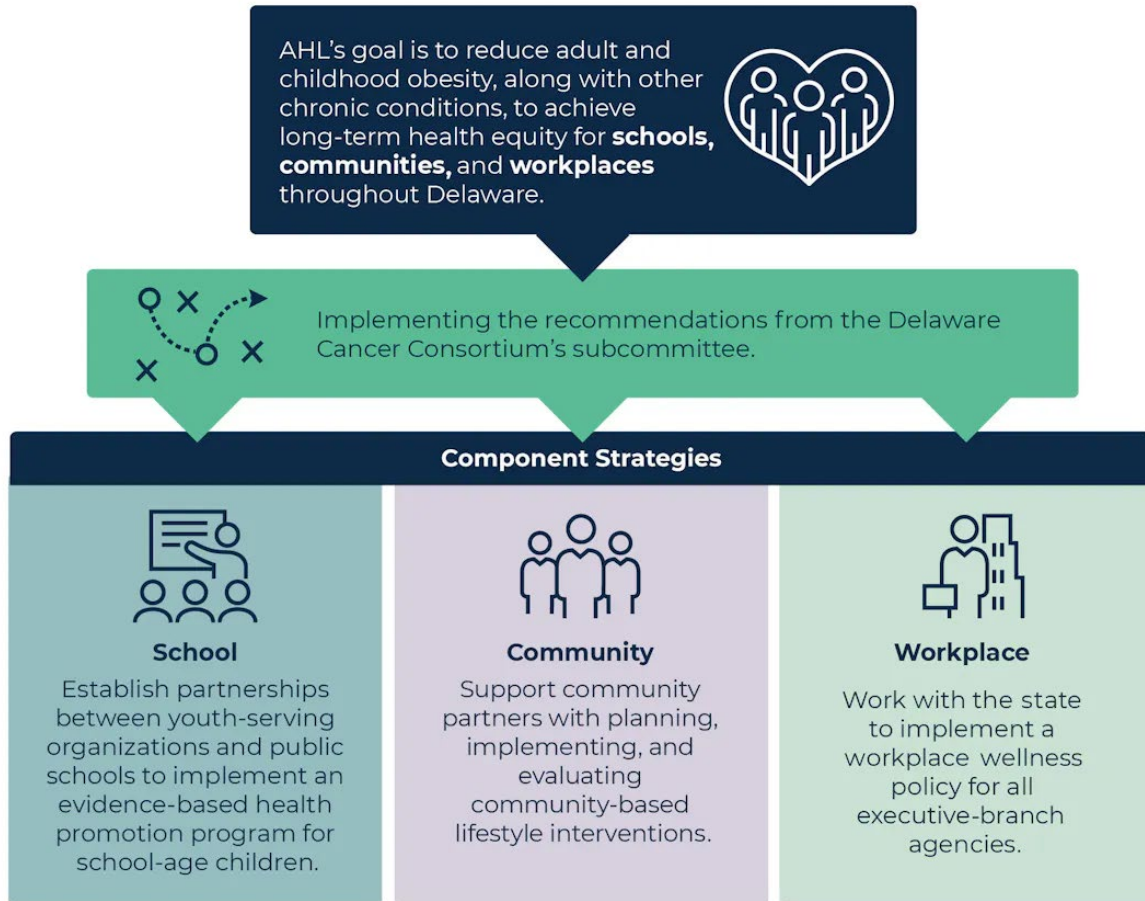 AHL's goal is to reduce adult and
childhood obesity, along with other
chronic conditions, to achieve
long-term health equity for schools,
communities, and workplaces
throughout Delaware.
Implementing the recommendations from the Delaware
Cancer Consortium's subcommittee.
Component Strategies
School
Establish partnerships
between youth-serving
organizations and public
schools to implement an
evidence-based health
promotion program for
school-age children.
Community
Support community
partners with planning,
implementing, and
evaluating
community-based
lifestyle interventions.
Workplace
Work with the state
to implement a
workplace wellness
policy for all
executive-branch
agencies.